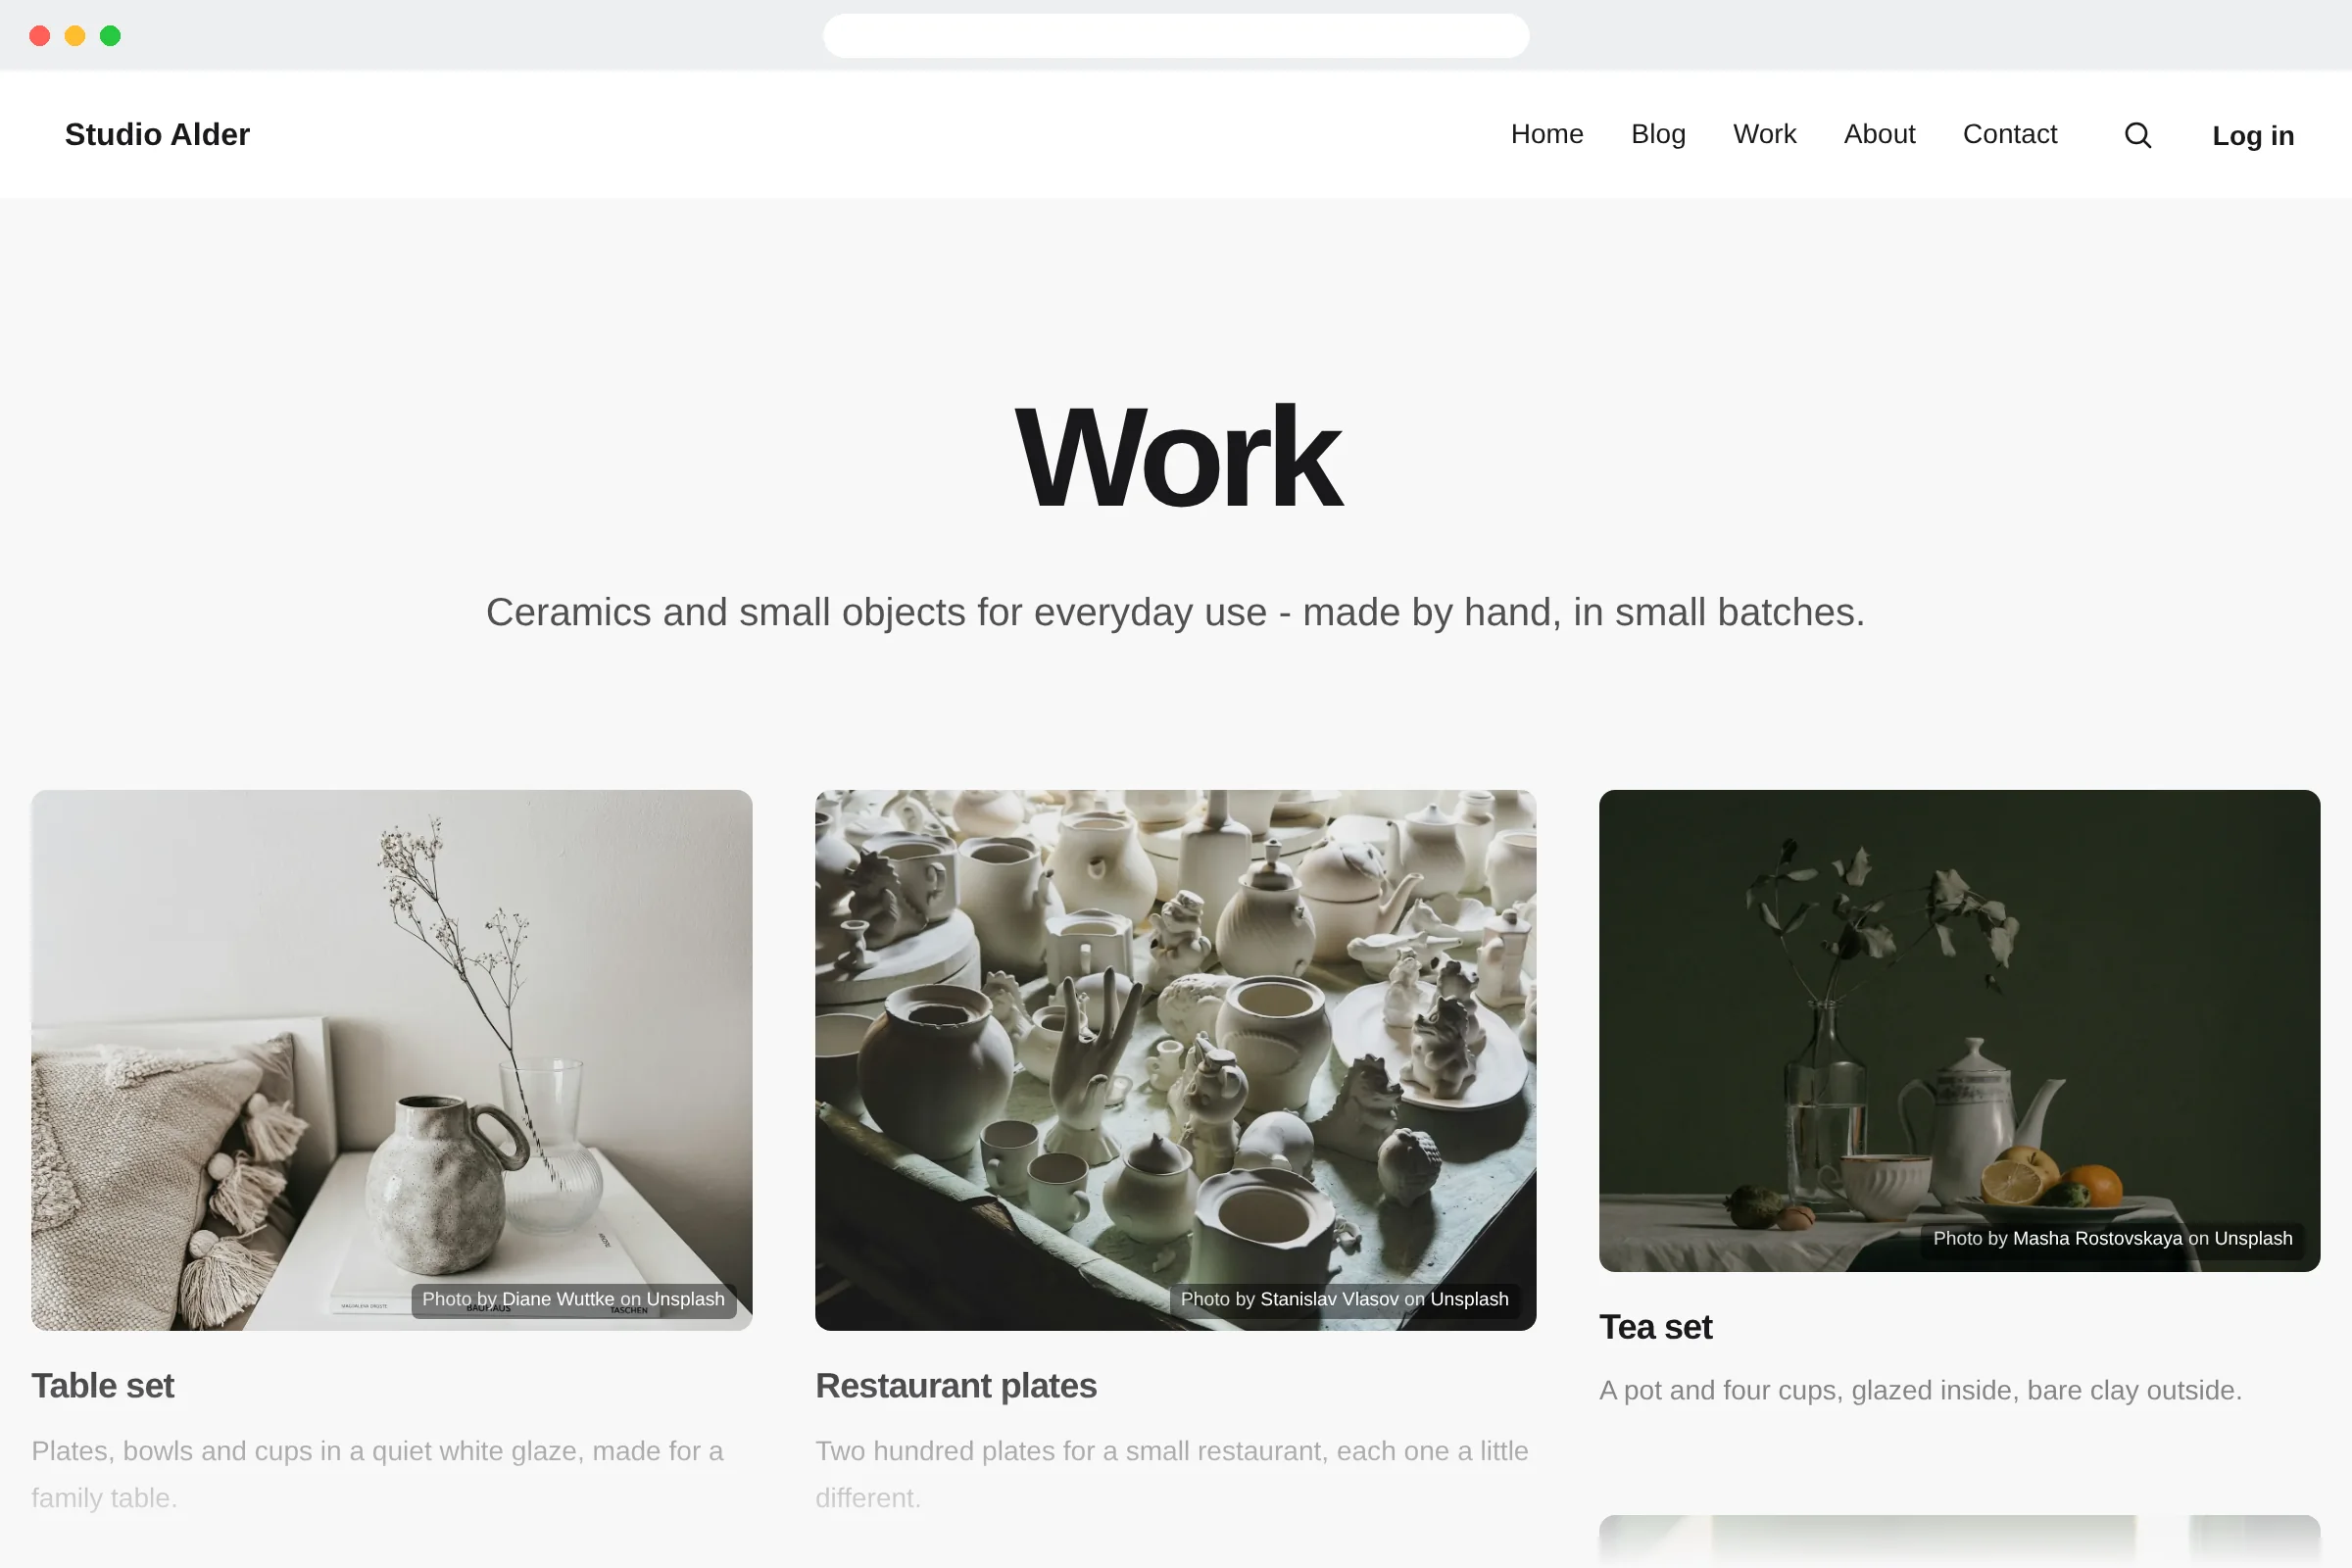 Studio Alder
Home Blog Work About Contact Log in
Work
Ceramics and small objects for everyday use - made by hand, in small batches.
MAGDALENA DROSTE BAUHAUS TASCHEN
Photo by Diane Wuttke on Unsplash
Table set
Plates, bowls and cups in a quiet white glaze, made for a
family table.
Photo by Stanislav Vlasov on Unsplash
Restaurant plates
Two hundred plates for a small restaurant, each one a little
different.
Photo by Masha Rostovskaya on Unsplash
Tea set
A pot and four cups, glazed inside, bare clay outside.